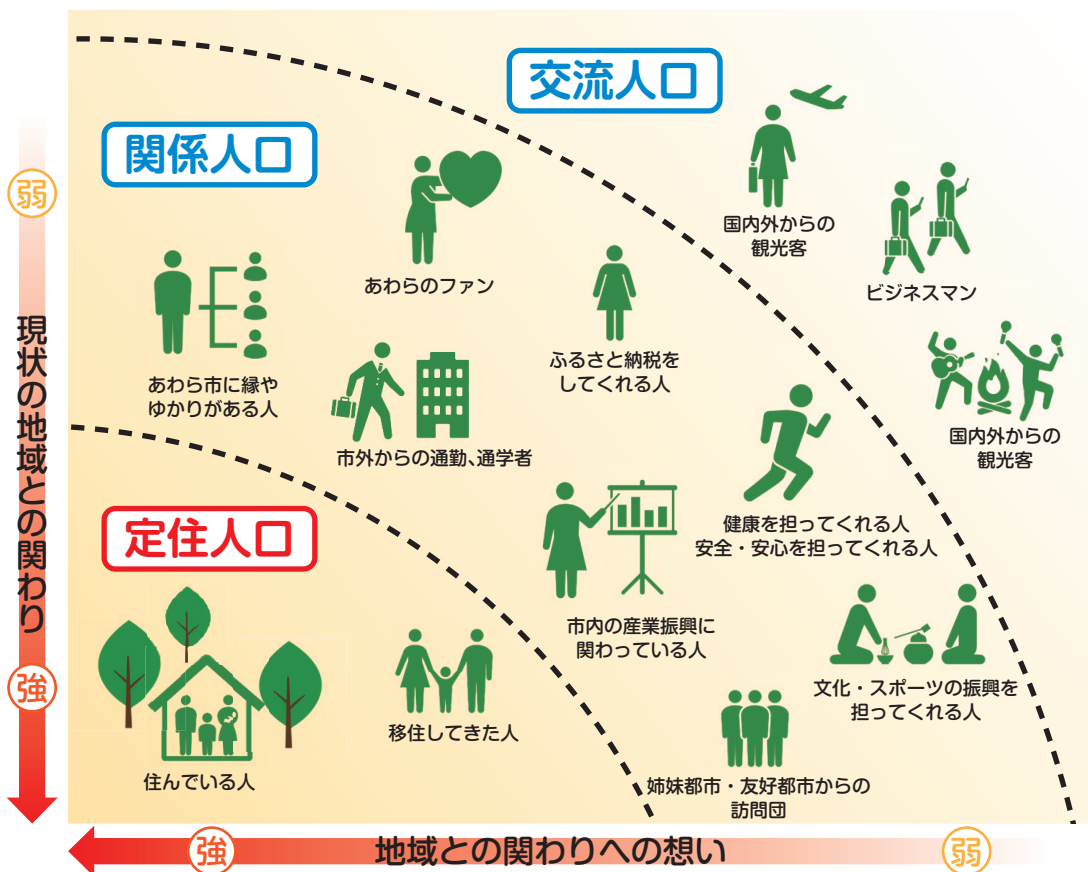 交流人口
関係人口
弱
国内外からの
観光客
ビジネスマン
あわらのファン
ふるさと納税を
してくれる人
あわら市に縁や
ゆかりがある人
市外からの通勤、通学者
国内外からの
観光客
現状の地域との関わり
定住人口
健康を担ってくれる人
安全・安心を担ってくれる人
市内の産業振興に
関わっている人
強
文化・スポーツの振興を
担ってくれる人
移住してきた人
住んでいる人
姉妹都市・友好都市からの
訪問団
強
地域との関わりへの想い
弱